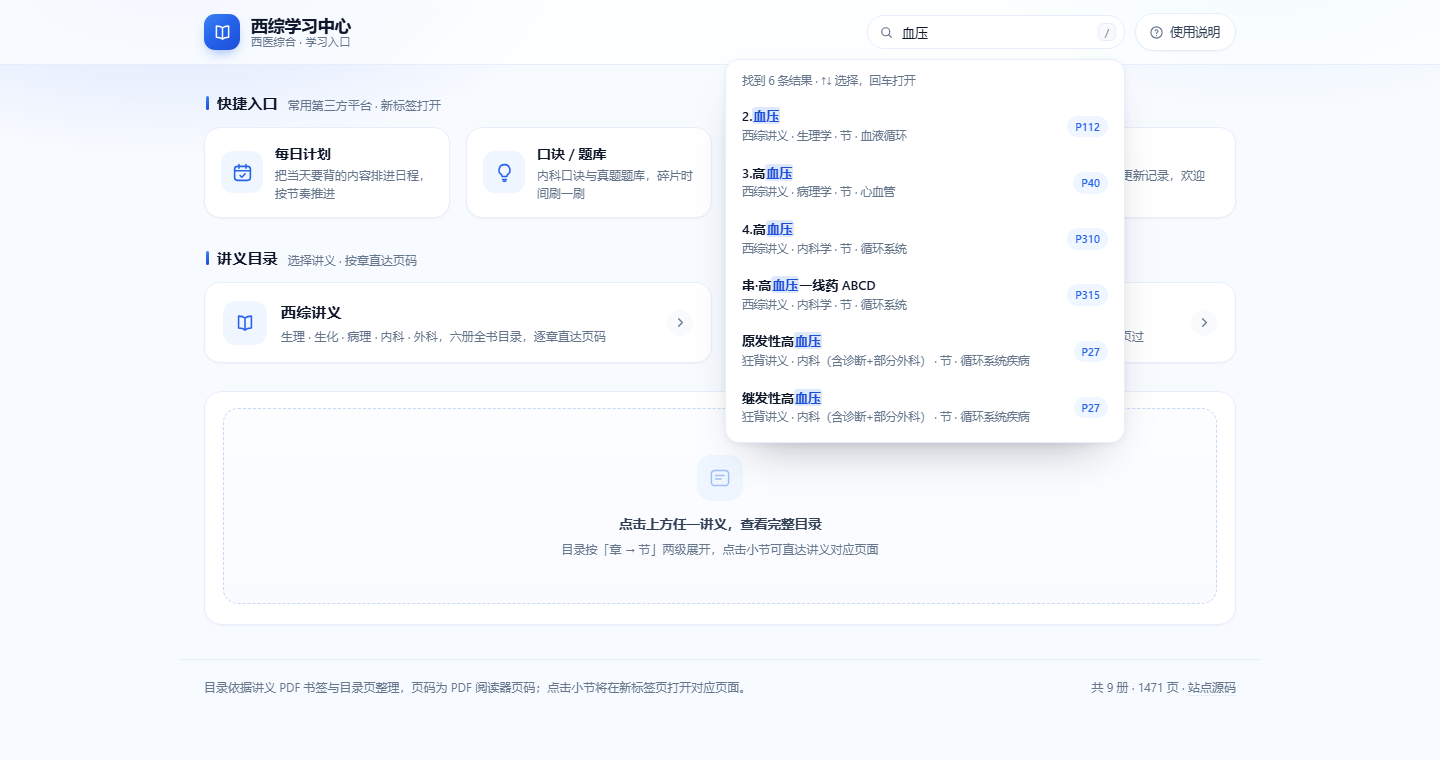 西综学习中心
西医综合 · 学习入口
血压
/
使用说明
找到 6 条结果 · ↑↓ 选择，回车打开
2.血压
西综讲义 · 生理学 · 节 · 血液循环
P112
3.高血压
西综讲义 · 病理学 · 节 · 心血管
P40
4.高血压
西综讲义 · 内科学 · 节 · 循环系统
P310
串·高血压一线药 ABCD
西综讲义 · 内科学 · 节 · 循环系统
P315
原发性高血压
狂背讲义 · 内科（含诊断+部分外科） · 节 · 循环系统疾病
P27
继发性高血压
狂背讲义 · 内科（含诊断+部分外科） · 节 · 循环系统疾病
P27
快捷入口
常用第三方平台 · 新标签打开
每日计划
把当天要背的内容排进日程，
按节奏推进
口诀 / 题库
内科口诀与真题题库，碎片时
间刷一刷
更新记录，欢迎
讲义目录
选择讲义 · 按章直达页码
西综讲义
生理 · 生化 · 病理 · 内科 · 外科，六册全书目录，逐章直达页码
页过
点击上方任一讲义，查看完整目录
目录按「章 → 节」两级展开，点击小节可直达讲义对应页面
目录依据讲义 PDF 书签与目录页整理，页码为 PDF 阅读器页码；点击小节将在新标签页打开对应页面。
共 9 册 · 1471 页 · 站点源码